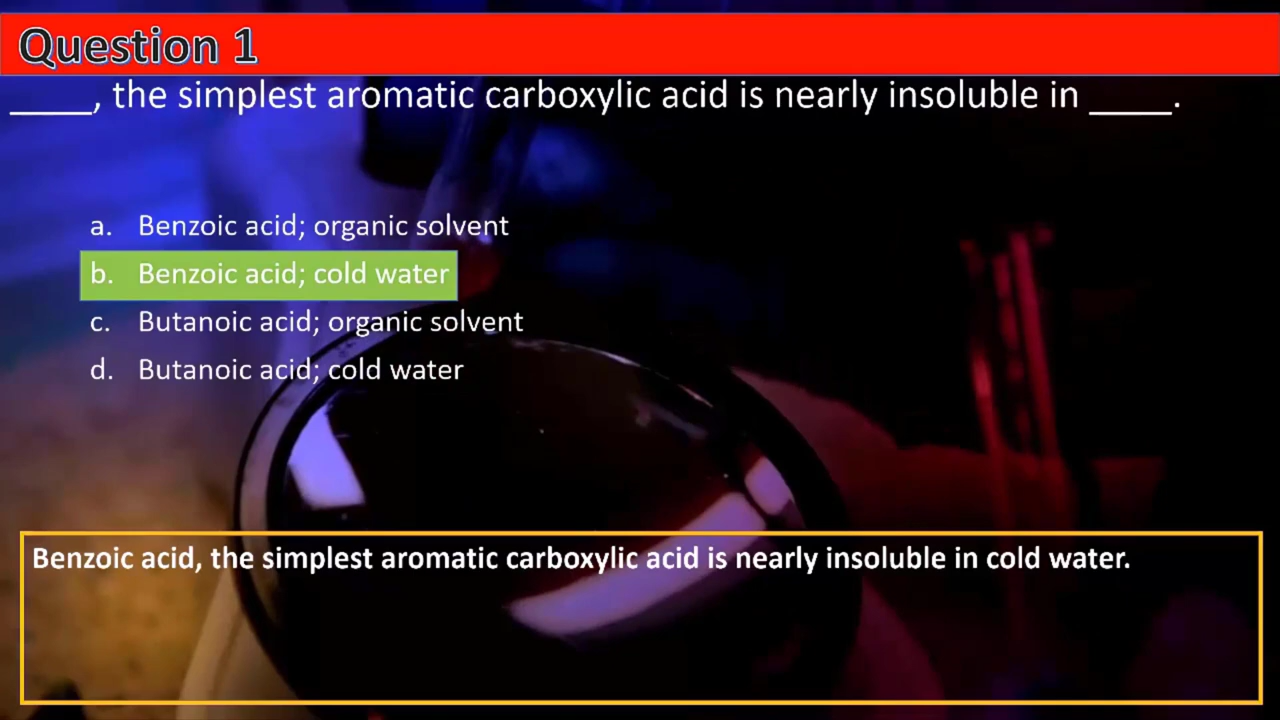 Question 1
____, the simplest aromatic carboxylic acid is nearly insoluble in ____.
a. Benzoic acid; organic solvent
b. Benzoic acid; cold water
c. Butanoic acid; organic solvent
d. Butanoic acid; cold water
Benzoic acid, the simplest aromatic carboxylic acid is nearly insoluble in cold water.